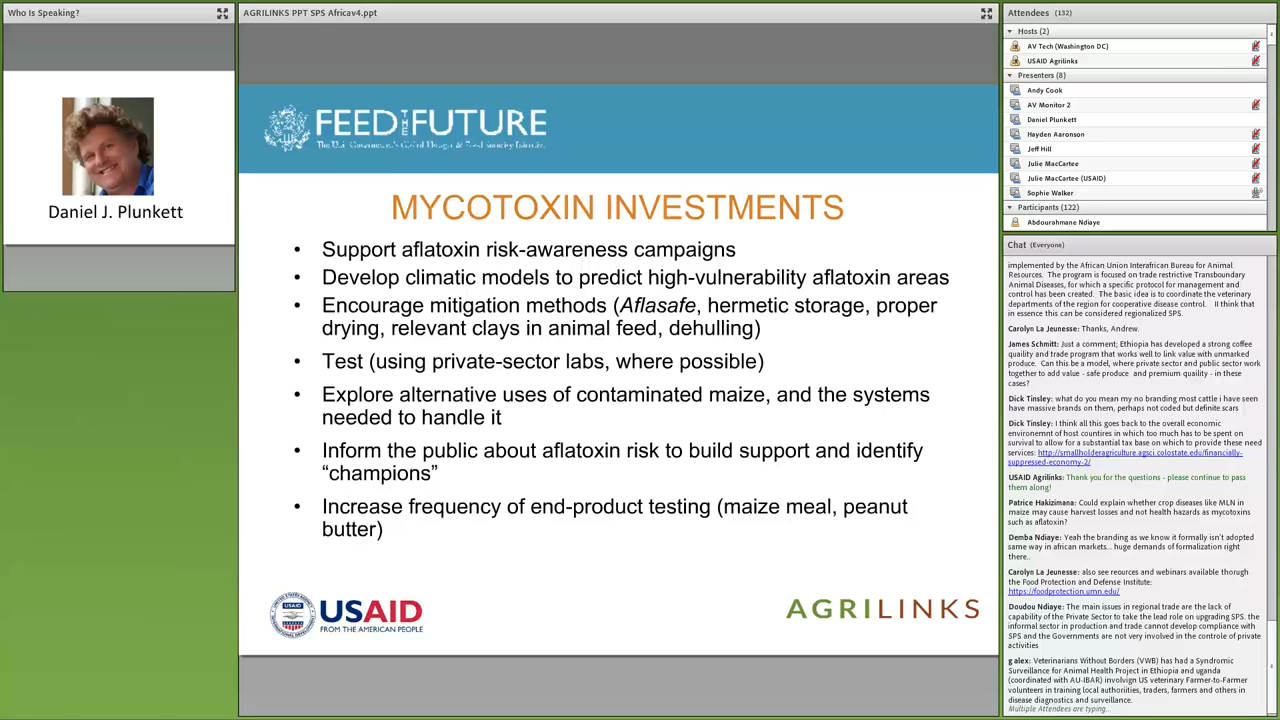 Who Is Speaking?
Daniel J. Plunkett
AGRILINKS PPT SPS Africav4.ppt
FEED THE FUTURE
The U.S. Government's Global Hunger & Food Security Initiative
MYCOTOXIN INVESTMENTS
• Support aflatoxin risk-awareness campaigns
• Develop climatic models to predict high-vulnerability aflatoxin areas
• Encourage mitigation methods (Aflasafe, hermetic storage, proper
drying, relevant clays in animal feed, dehulling)
• Test (using private-sector labs, where possible)
• Explore alternative uses of contaminated maize, and the systems
needed to handle it
• Inform the public about aflatoxin risk to build support and identify
“champions”
• Increase frequency of end-product testing (maize meal, peanut
butter)
USAID
USAID
FROM THE AMERICAN PEOPLE
AGRILINKS
Attendees (132)
Hosts (2)
AV Tech (Washington DC)
USAID Agrilinks
Presenters (8)
Andy Cook
AV Monitor 2
Daniel Plunkett
Hayden Aaronson
Jeff Hill
Julie MacCartee
Julie MacCartee (USAID)
Sophie Walker
Participants (122)
Abdourahmane Ndiaye
Chat (Everyone)
implemented by the African Union Interafrican Bureau for Animal
Resources. The program is focused on trade restrictive Transboundary
Animal Diseases, for which a specific protocol for management and
control has been created. The basic idea is to coordinate the veterinary
departments of the region for cooperative disease control. II think that
in essence this can be considered regionalized SPS.
Carolyn La Jeunesse: Thanks, Andrew.
James Schmitt: Just a comment; Ethiopia has developed a strong coffee
quaility and trade program that works well to link value with unmarked
produce. Can this be a model, where private sector and public sector work
together to add value - safe produce and premium quality - in these
cases?
Dick Tinsley: what do you mean my no branding most cattle i have seen
have massive brands on them, perhaps not coded but definite scars
Dick Tinsley: I think all this goes back to the overall economic
environemnt of host countires in which too much has to be spent on
survival to allow for a substantial tax base on which to provide these need
services: http://smallholderagriculture.agsci.colostate.edu/financially-
suppressed-economy-2/
USAID Agrilinks: Thank you for the questions - please continue to pass
them along!
Patrice Hakizimana: Could explain whether crop diseases like MLN in
maize may cause harvest losses and not health hazards as mycotoxins
such as aflatoxin?
Demba Ndiaye: Yeah the branding as we know it formally isn't adopted
same way in african markets... huge demands of formalization right
there..
Carolyn La Jeunesse: also see reources and webinars available thorugh
the Food Protection and Defense Institute:
https://foodprotection.umn.edu/
Doudou Ndiaye: The main issues in regional trade are the lack of
capability of the Private Sector to take the lead role on upgrading SPS. the
informal sector in production and trade cannot develop compliance with
SPS and the Governments are not very involved in the controle of private
activities
g alex: Veterinarians Without Borders (VWB) has had a Syndromic
Surveillance for Animal Health Project in Ethiopia and uganda
(coordinated with AU-IBAR) involvign US veterinary Farmer-to-Farmer
volunteers in training local authoriities, traders, farmers and others in
disease diagnostics and surveillance.
Multiple Attendees are typing...